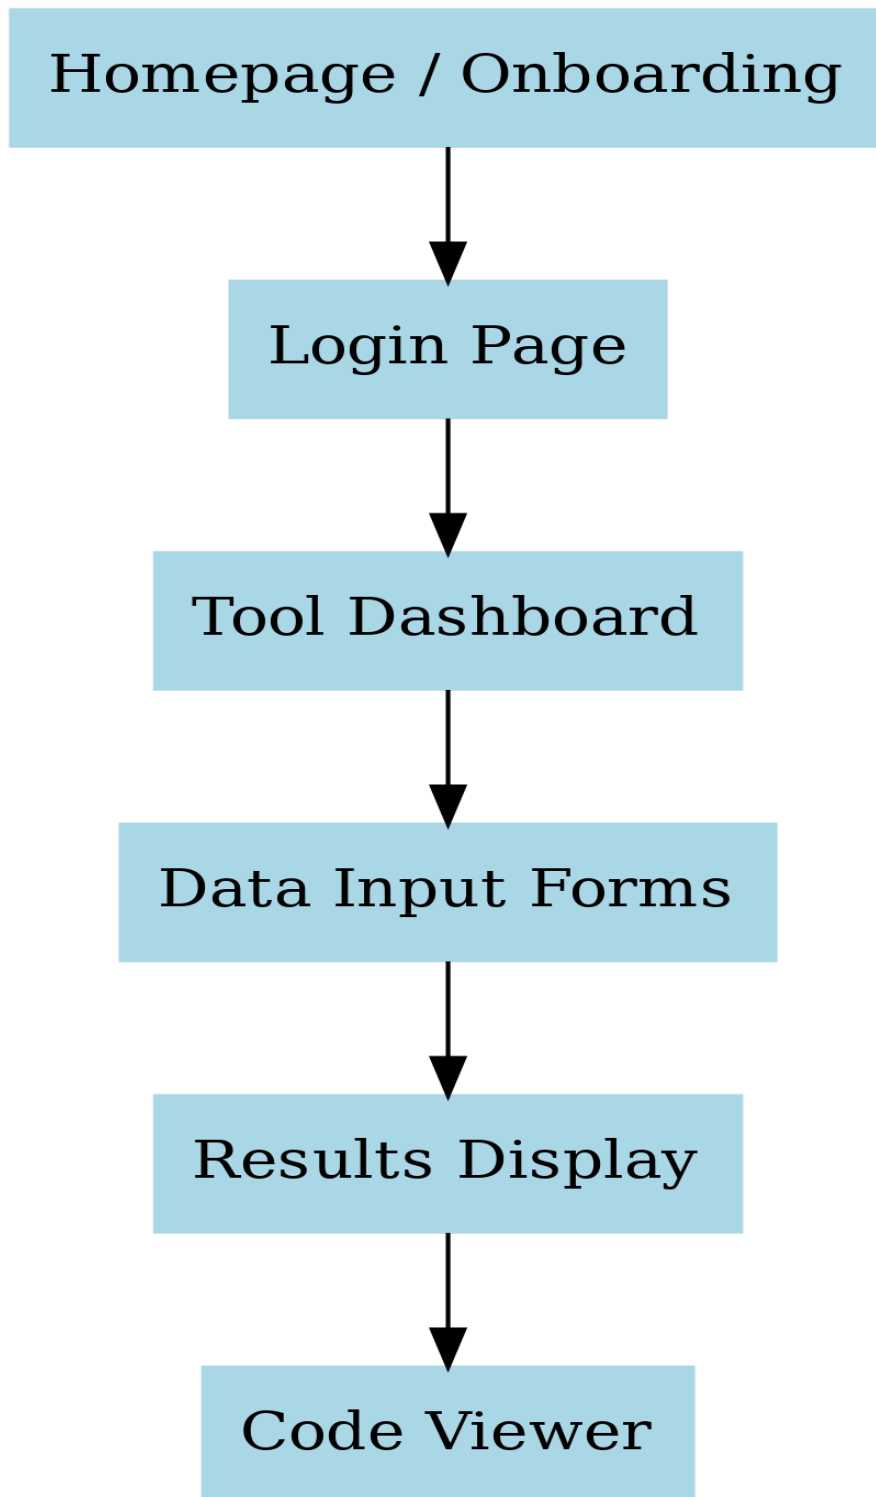 Homepage / Onboarding
Login Page
Tool Dashboard
Data Input Forms
Results Display
Code Viewer